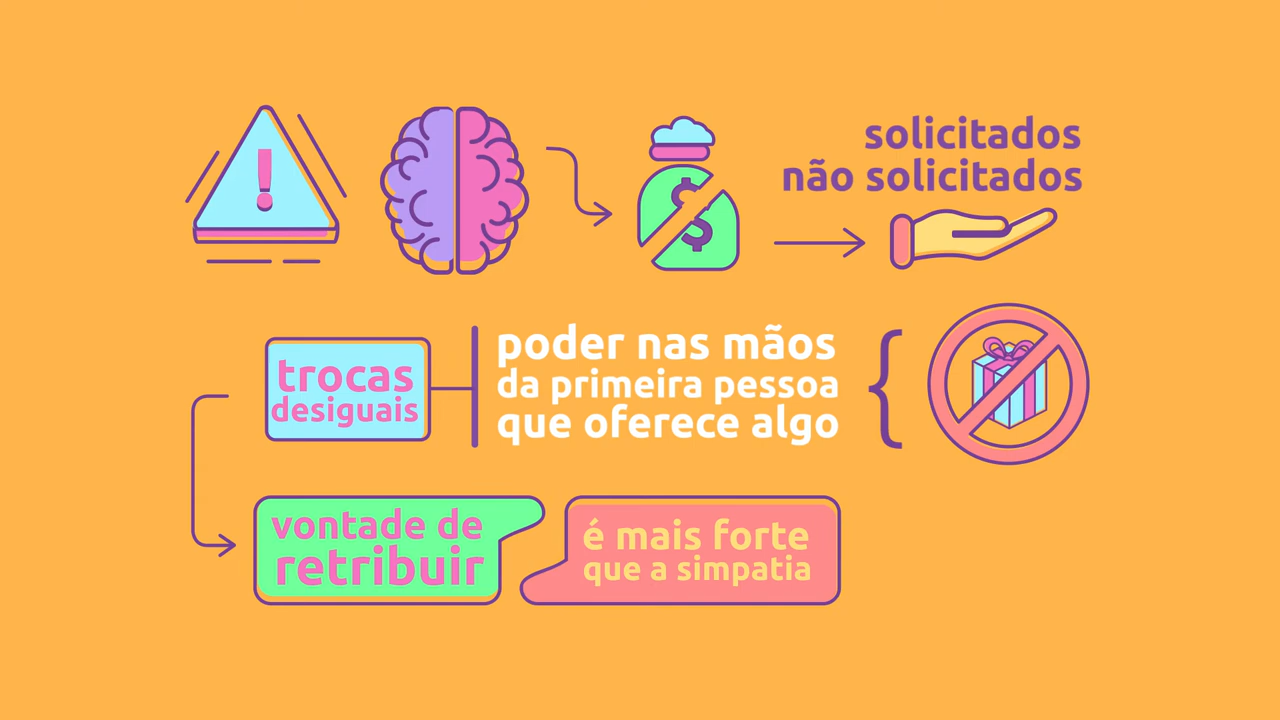 solicitados
não solicitados
trocas
desiguais
poder nas mãos
da primeira pessoa
que oferece algo
vontade de
retribuir
é mais forte
que a simpatia